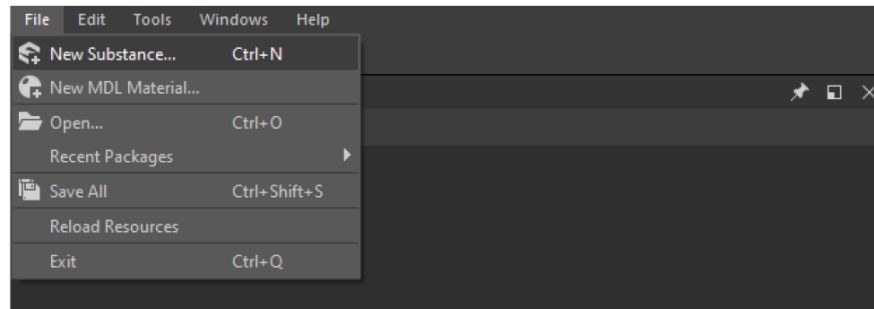 File Edit Tools Windows Help
New Substance... Ctrl+N
New MDL Material...
Open... Ctrl+O
Recent Packages
Save All Ctrl+Shift+S
Reload Resources
Exit Ctrl+Q